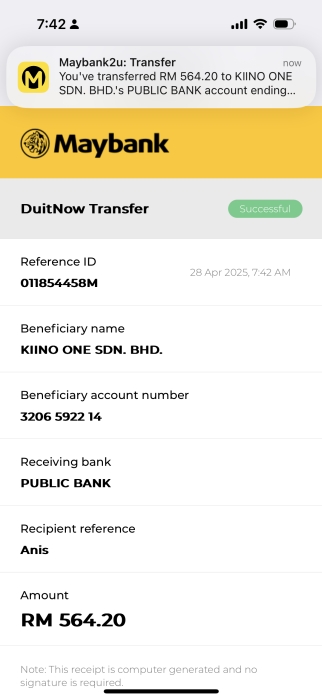 7:42
Maybank2u: Transfer now
You've transferred RM 564.20 to KIINO ONE
SDN. BHD.'s PUBLIC BANK account ending...
Maybank
DuitNow Transfer Successful
Reference ID
011854458M 28 Apr 2025, 7:42 AM
Beneficiary name
KIINO ONE SDN. BHD.
Beneficiary account number
3206 5922 14
Receiving bank
PUBLIC BANK
Recipient reference
Anis
Amount
RM 564.20
Note: This receipt is computer generated and no
signature is required.